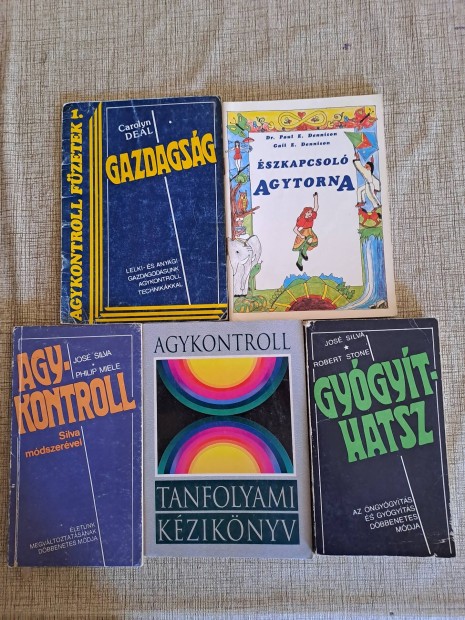 AGYKONTROLL FÜZETEK 1.
Carolyn
DEAL
GAZDAGSÁG
LELKI- ÉS ANYAGI
GAZDAGODÁSUNK
AGYKONTROLL
TECHNIKÁKKAL
Dr. Paul E. Dennison
Gail E. Dennison
ÉSZKAPCSOLÓ
AGYTORNA
AGY-
KONTROLL
JOSÉ SILVA
PHILIP MIELE
Silva
módszerével
ÉLETÜNK
MEGVÁLTOZTATÁSÁNAK
DÖBBENETES MÓDJA
AGYKONTROLL
TANFOLYAMI
KÉZIKÖNYV
JOSÉ SILVA
ROBERT STONE
GYÓGYÍT-
HATSZ
AZ ÖNGYÓGYÍTÁS
ÉS GYÓGYÍTÁS
DÖBBENETES
MÓDJA